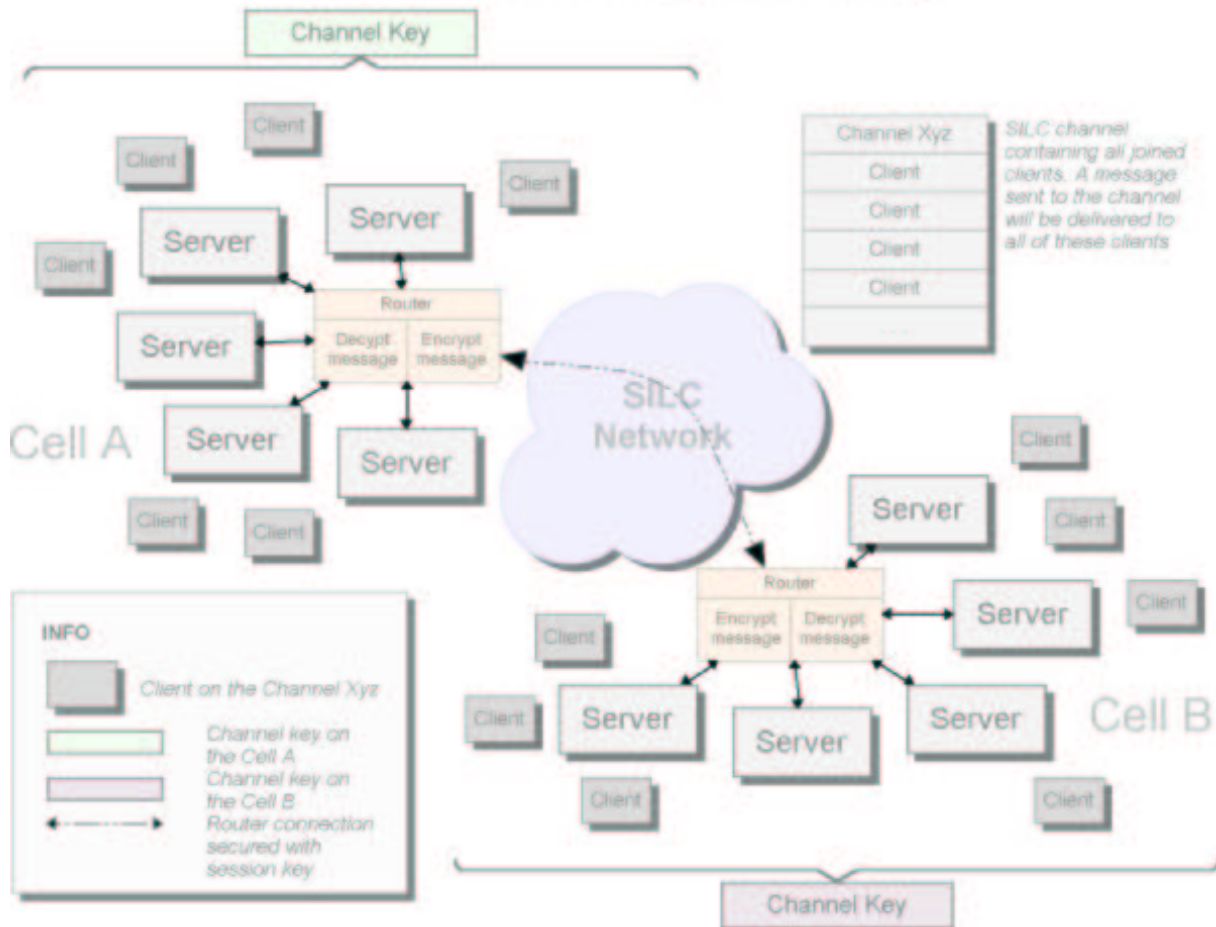 Channel Key
Client
Client
Client
Server
Server
Client
Router
Decypt
message
Encrypt
message
Server
Server
Server
Cell A
Client
Client
Channel Xyz
Client
Client
Client
Client
. . .
SILC channel
containing all joined
clients. A message
sent to the channel
will be delivered to
all of these clients
SILC
Network
Client
Client
Client
Server
Server
Router
Encrypt
message
Decrypt
message
Client
Client
Client
Server
Server
Server
Client
Cell B
INFO
Client on the Channel Xyz
Channel key on
the Cell A
Channel key on
the Cell B
Router connection
secured with
session key
Channel Key